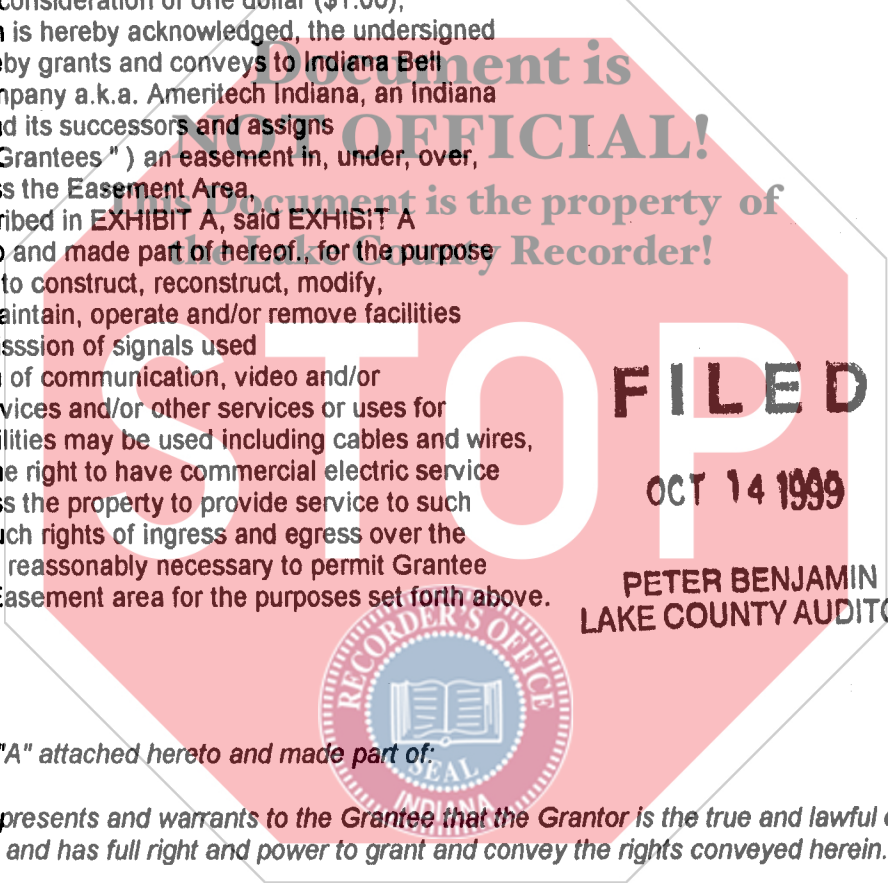 consideration of one dollar ($1.00),
is hereby acknowledged, the undersigned
eby grants and conveys to Indiana Bell
mpany a.k.a. Ameritech Indiana, an Indiana
d its successors and assigns
Grantees " ) an easement in, under, over,
ss the Easement Area,
ribed in EXHIBIT A, said EXHIBIT A
o and made part of hereof., for the purpose
to construct, reconstruct, modify,
aintain, operate and/or remove facilities
sssion of signals used
of communication, video and/or
vices and/or other services or uses for
ilities may be used including cables and wires,
e right to have commercial electric service
ss the property to provide service to such
uch rights of ingress and egress over the
reassonably necessary to permit Grantee
Easement area for the purposes set forth above.
Document is
NOT OFFICIAL!
This Document is the property of
the Lake County Recorder!
STOP
FILED
OCT 14 1999
PETER BENJAMIN
LAKE COUNTY AUDITO
RECORDER'S OFFICE
SEAL
INDIANA
"A" attached hereto and made part of:
presents and warrants to the Grantee that the Grantor is the true and lawful
and has full right and power to grant and convey the rights conveyed herein.